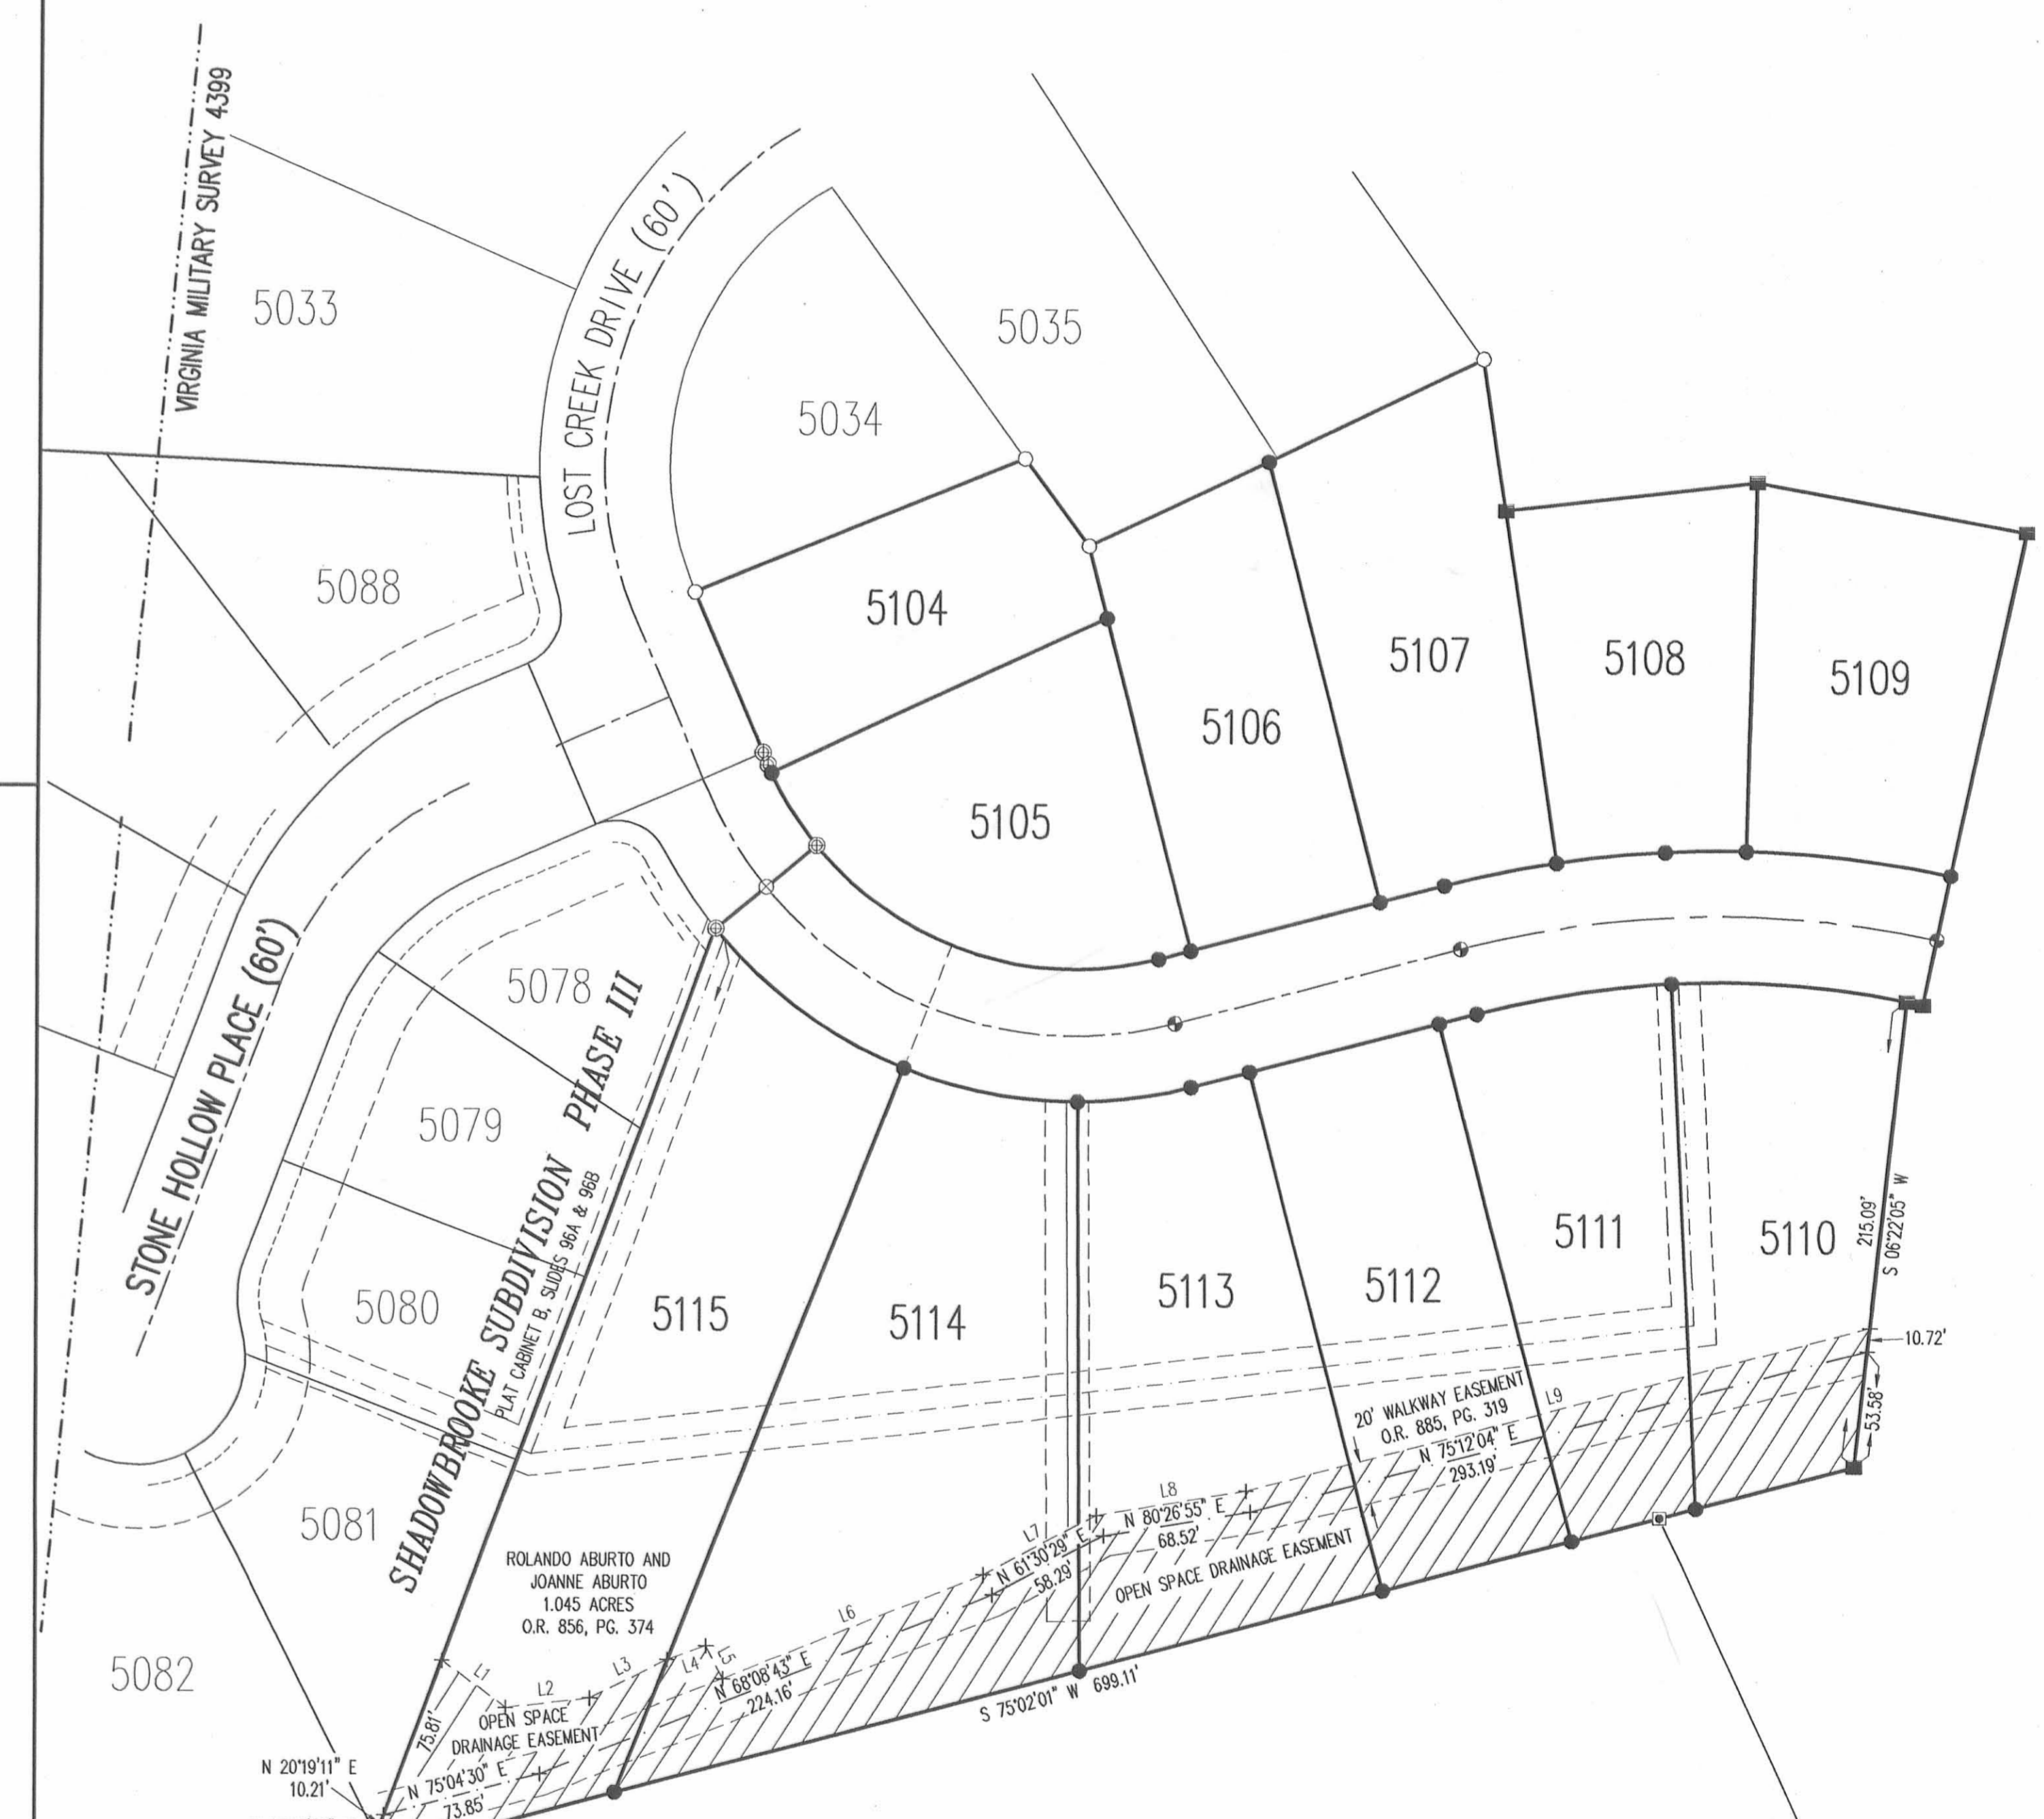 VIRGINIA MILITARY SURVEY 4399
5033
LOST CREEK DRIVE (60')
5035
5034
5088
5104
5107
5108
5109
5106
5105
STONE HOLLOW PLACE (60')
5078
5079
5080
SHADOWBROOKE SUBDIVISION PHASE III
PLAT CABINET B, SLIDES 96A & 96B
5115
5114
5113
5112
5111
5110
215.09'
S 06°22'05" W
10.72'
53.58'
20' WALKWAY EASEMENT
O.R. 885, PG. 319
L9
N 75°12'04" E
293.19'
L8
N 80°26'55" E
68.52'
OPEN SPACE DRAINAGE EASEMENT
L7
N 61°30'29" E
58.29'
5081
ROLANDO ABURTO AND
JOANNE ABURTO
1.045 ACRES
O.R. 856, PG. 374
L6
5082
L1
L2
L3
L4
L5
N 68°08'43" E
224.16'
S 75°02'01" W 699.11'
75.81'
OPEN SPACE
DRAINAGE EASEMENT
N 20°19'11" E
10.21'
N 75°04'30" E
73.85'